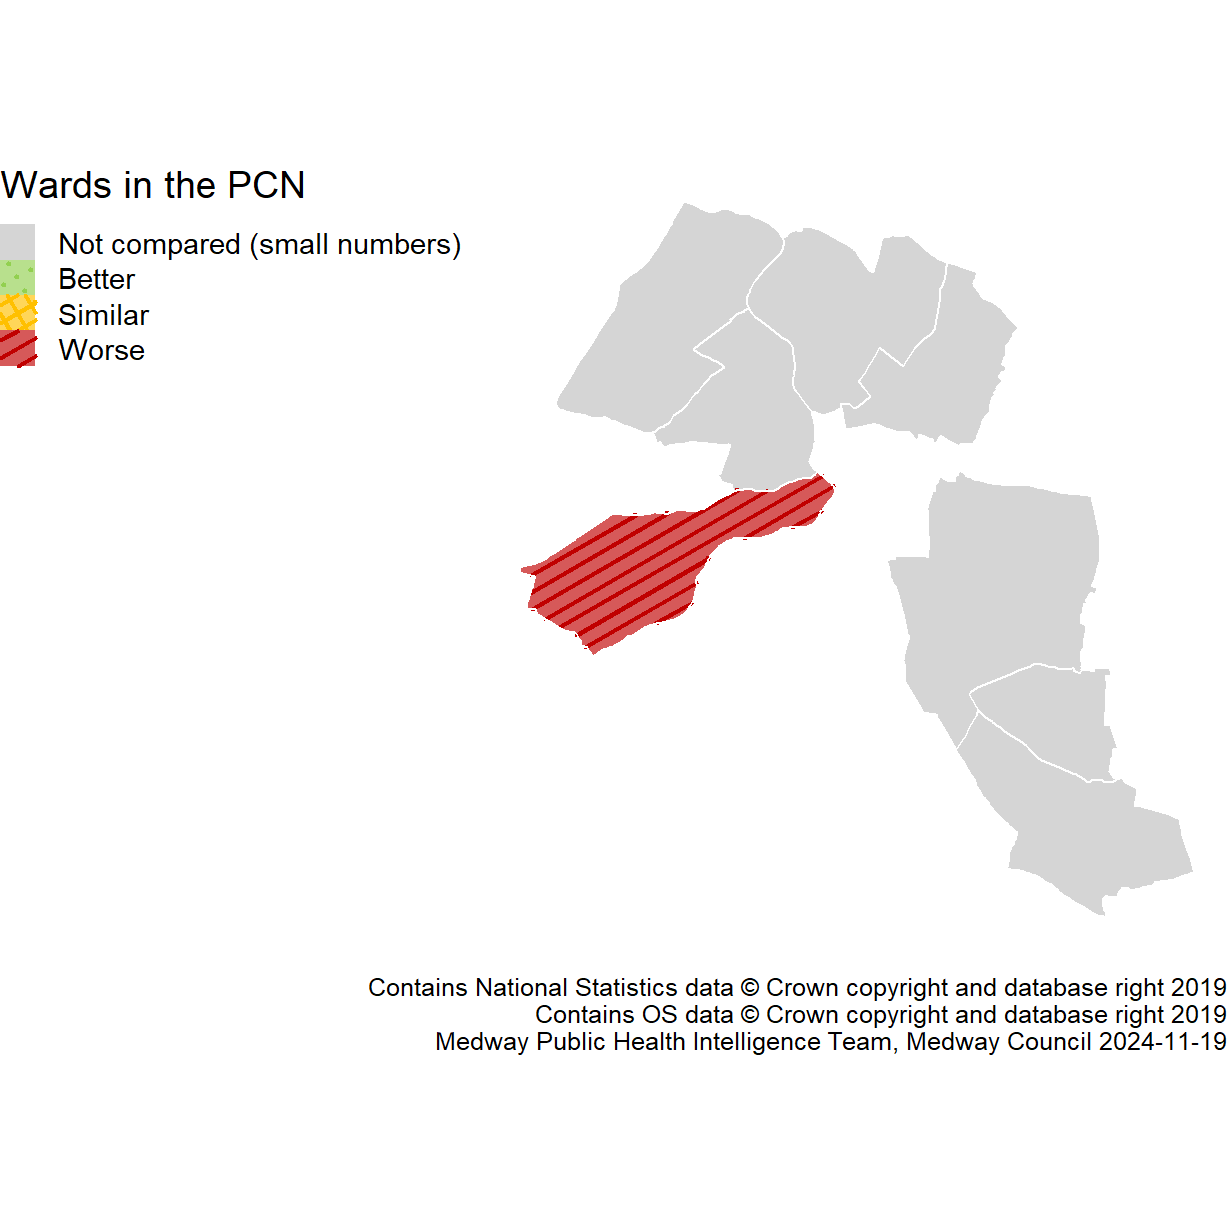 Wards in the PCN
Not compared (small numbers)
Better
Similar
Worse
Contains National Statistics data © Crown copyright and database right 2019
Contains OS data © Crown copyright and database right 2019
Medway Public Health Intelligence Team, Medway Council 2024-11-19